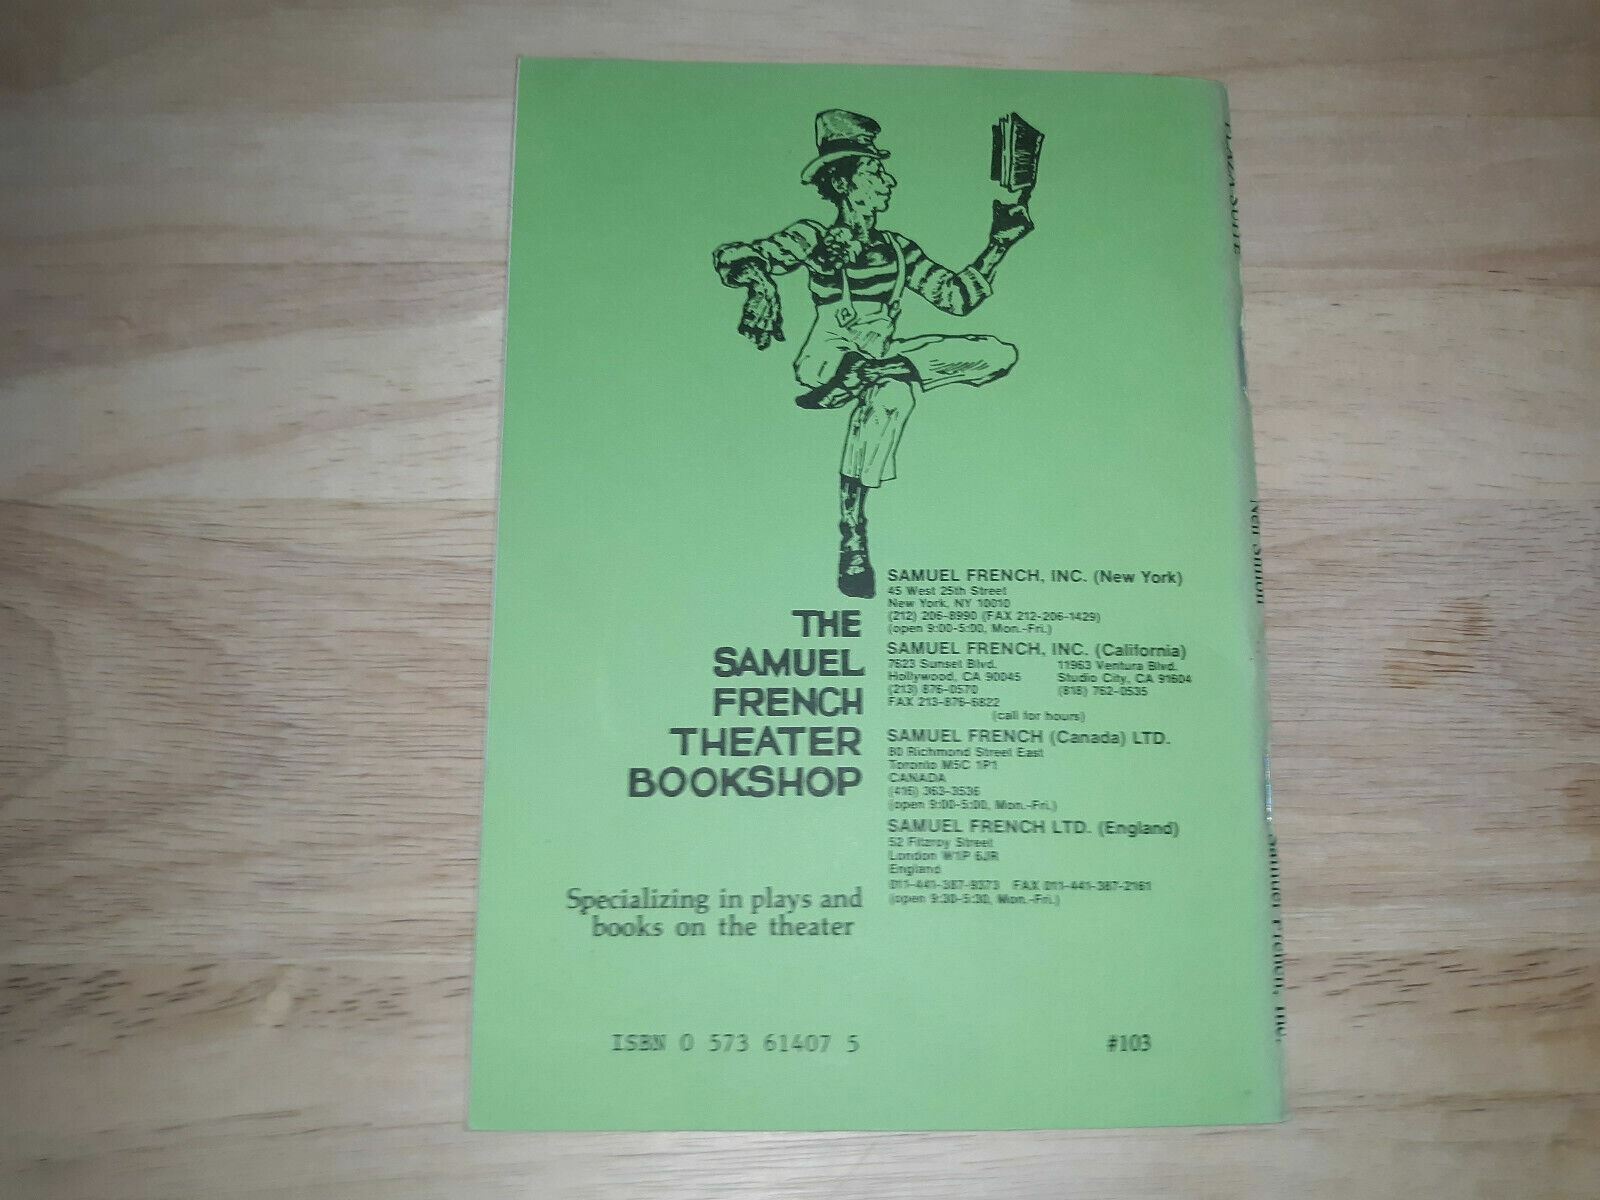 THE
SAMUEL
FRENCH
THEATER
BOOKSHOP
Specializing in plays and
books on the theater
SAMUEL FRENCH, INC. (New York)
45 West 25th Street
New York, NY 10010
(212) 206-8990 (FAX 212-206-1429)
(open 9:00-5:00, Mon.-Fri.)
SAMUEL FRENCH, INC. (California)
7623 Sunset Blvd. 11963 Ventura Blvd.
Hollywood, CA 90045 Studio City, CA 91604
(213) 876-0570 (818) 762-0535
FAX 213-876-6822
(call for hours)
SAMUEL FRENCH (Canada) LTD.
80 Richmond Street East
Toronto M5C 1P1
CANADA
(416) 363-3536
(open 9:00-5:00, Mon.-Fri.)
SAMUEL FRENCH LTD. (England)
52 Fitzroy Street
London W1P 6JR
England
011-441-387-9373 FAX 011-441-387-2161
(open 9:30-5:30, Mon.-Fri.)
ISBN 0 573 61407 5
#103
PLAZA SUITE
Neil Simon
Samuel French, Inc.